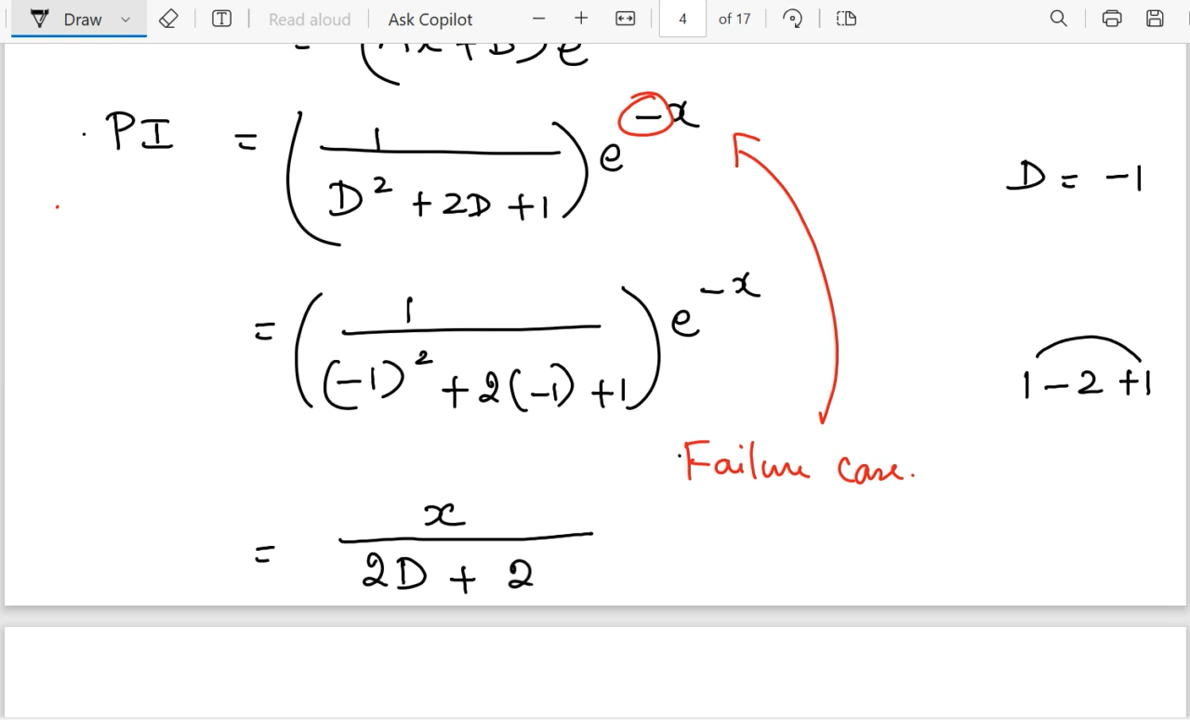 Draw Read aloud Ask Copilot 4 of 17
PI = (1 / (D² + 2D + 1)) e^(-x)
D = -1
= (1 / ((-1)² + 2(-1) + 1)) e^(-x)
1 - 2 + 1
Failure case.
= x / (2D + 2)